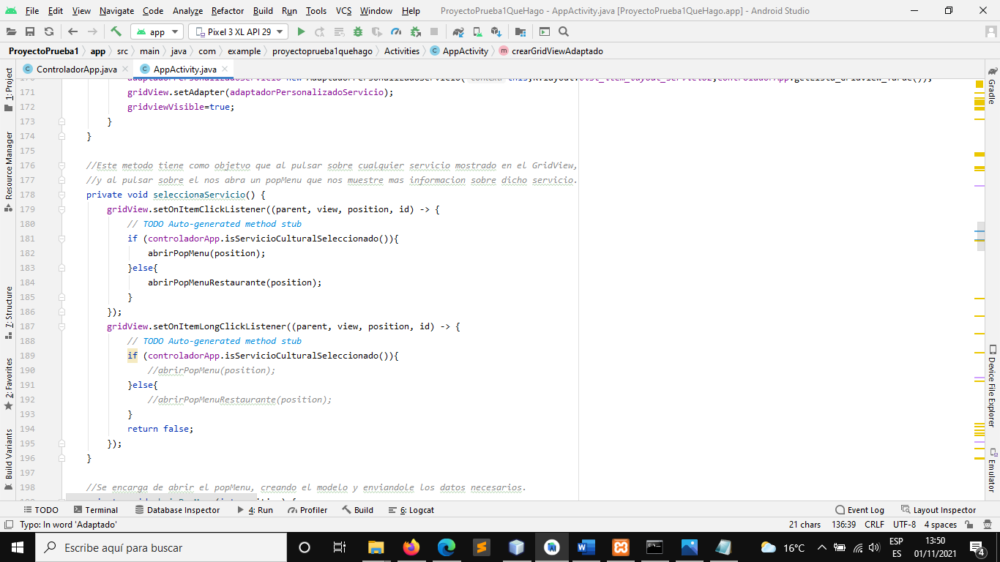 File Edit View Navigate Code Analyze Refactor Build Run Tools VCS Window Help ProyectoPrueba1QueHago - AppActivity.java [ProyectoPrueba1QueHago.app] - Android Studio
app Pixel 3 XL API 29
ProyectoPrueba1 app src main java com example proyectoprueba1quehago Activities AppActivity crearGridViewAdaptado
ControladorApp.java AppActivity.java
171 gridView.setAdapter(adaptadorPersonalizadoServicio);
172 gridviewVisible=true;
173 }
174 }
175
176 //Este metodo tiene como objetvo que al pulsar sobre cualquier servicio mostrado en el GridView,
177 //y al pulsar sobre el nos abra un popMenu que nos muestre mas informacion sobre dicho servicio.
178 private void seleccionaServicio() {
179 gridView.setOnItemClickListener((parent, view, position, id) -> {
180 // TODO Auto-generated method stub
181 if (controladorApp.isServicioCulturalSeleccionado()){
182 abrirPopMenu(position);
183 }else{
184 abrirPopMenuRestaurante(position);
185 }
186 });
187 gridView.setOnItemLongClickListener((parent, view, position, id) -> {
188 // TODO Auto-generated method stub
189 if (controladorApp.isServicioCulturalSeleccionado()){
190 //abrirPopMenu(position);
191 }else{
192 //abrirPopMenuRestaurante(position);
193 }
194 return false;
195 });
196 }
197
198 //Se encarga de abrir el popMenu, creando el modelo y enviandole los datos necesarios.
1: Project
Resource Manager
7: Structure
2: Favorites
Build Variants
Gradle
Device File Explorer
Emulator
TODO Terminal Database Inspector 4: Run Profiler Build 6: Logcat Event Log Layout Inspector
Typo: In word 'Adaptado' 21 chars 136:39 CRLF UTF-8 4 spaces
Escribe aquí para buscar 16°C ESP ES 13:50 01/11/2021 4